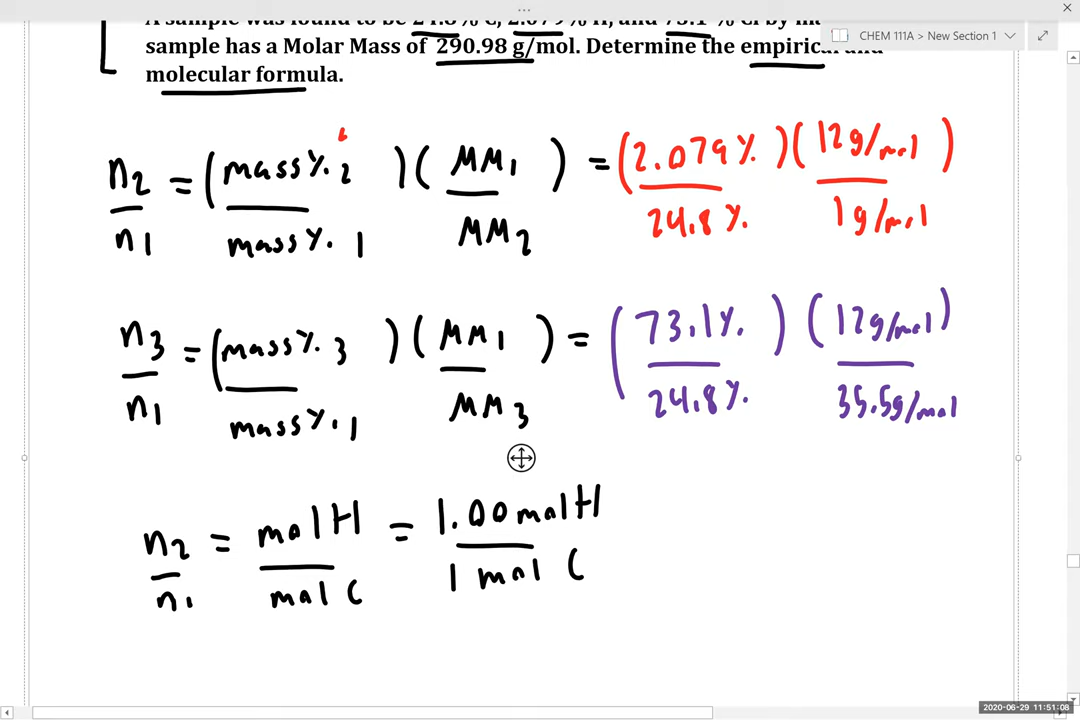 sample has a Molar Mass of 290.98 g/mol. Determine the empirical and
molecular formula.
CHEM 111A > New Section 1
n2/n1 = (mass%. 2 / mass%. 1)(MM1/MM2) = (2.079%/24.8%)(12g/mol / 1g/mol)
n3/n1 = (mass%. 3 / mass%. 1)(MM1/MM3) = (73.1%./24.8%.)(12g/mol / 35.5g/mol)
n2/n1 = mol H/mol C = 1.00 mol H/1 mol C
2020-06-29 11:51:08